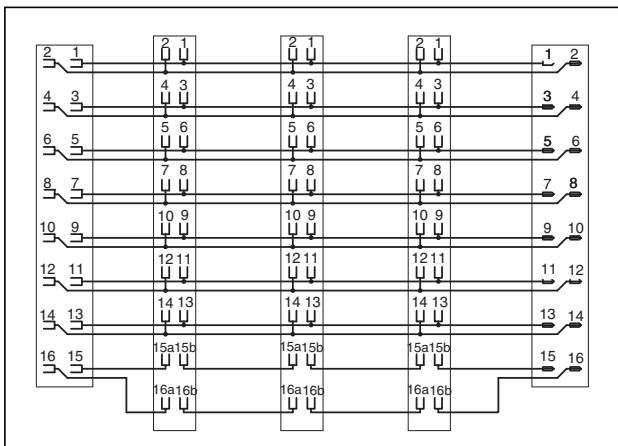 2 1 2 1 2 1
2 1 1 2
4 3 4 3 4 3
4 3 3 4
5 6 5 6 5 6
6 5 5 6
7 8 7 8 7 8
8 7 7 8
10 9 10 9 10 9
10 9 9 10
12 11 12 11 12 11
12 11 11 12
14 13 14 13 14 13
14 13 13 14
15a 15b 15a 15b 15a 15b
16 15 15 16
16a 16b 16a 16b 16a 16b